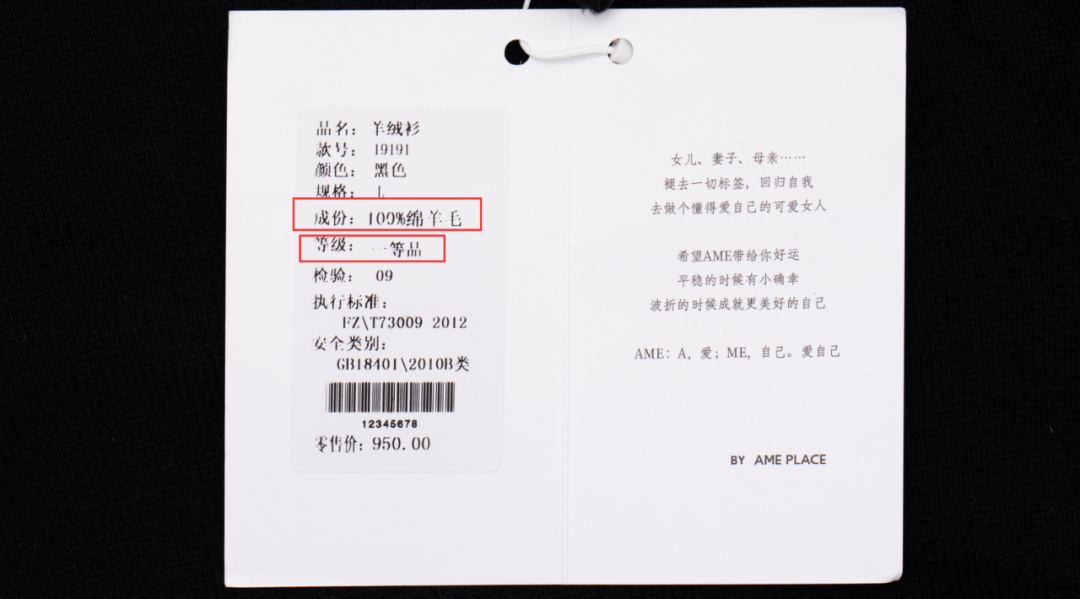 品名： 羊绒衫
款号： 19191
颜色： 黑色
规格： L
成份： 100%绵羊毛
等级： 一等品
检验： 09
执行标准：
FZ\T73009 2012
安全类别：
GB18401\2010B类
12345678
零售价: 950.00
女儿、妻子、母亲……
褪去一切标签，回归自我
去做个懂得爱自己的可爱女人
希望AME带给你好运
平稳的时候有小确幸
波折的时候成就更美好的自己
AME：A，爱；ME，自己。爱自己
BY AME PLACE